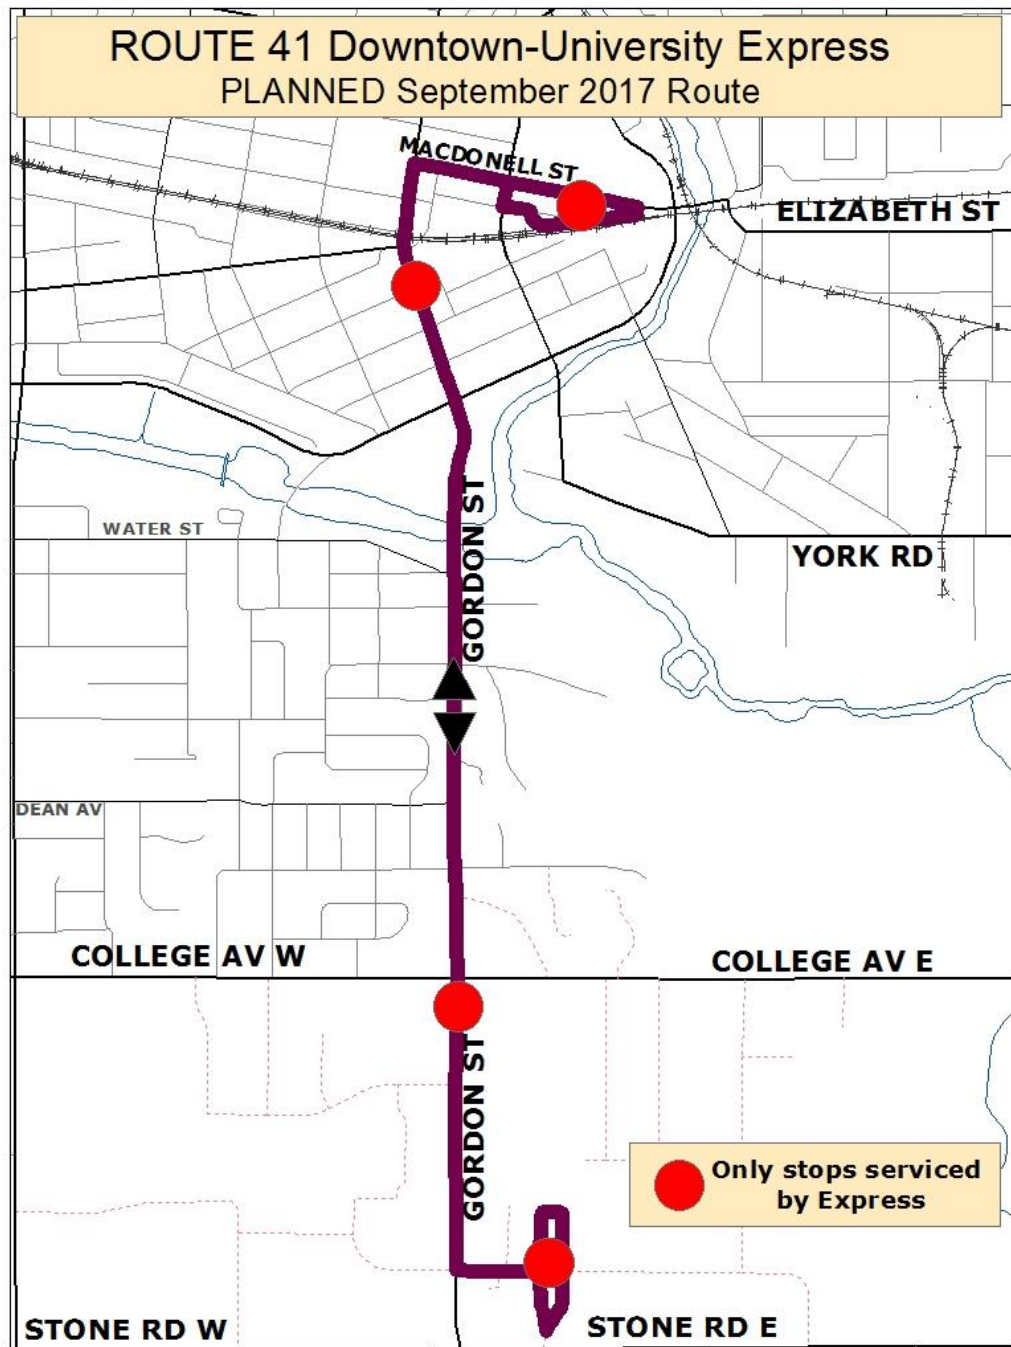 ROUTE 41 Downtown-University Express
PLANNED September 2017 Route
MACDONELL ST
ELIZABETH ST
GORDON ST
WATER ST
YORK RD
DEAN AV
COLLEGE AV W
COLLEGE AV E
GORDON ST
Only stops serviced
by Express
STONE RD W
STONE RD E